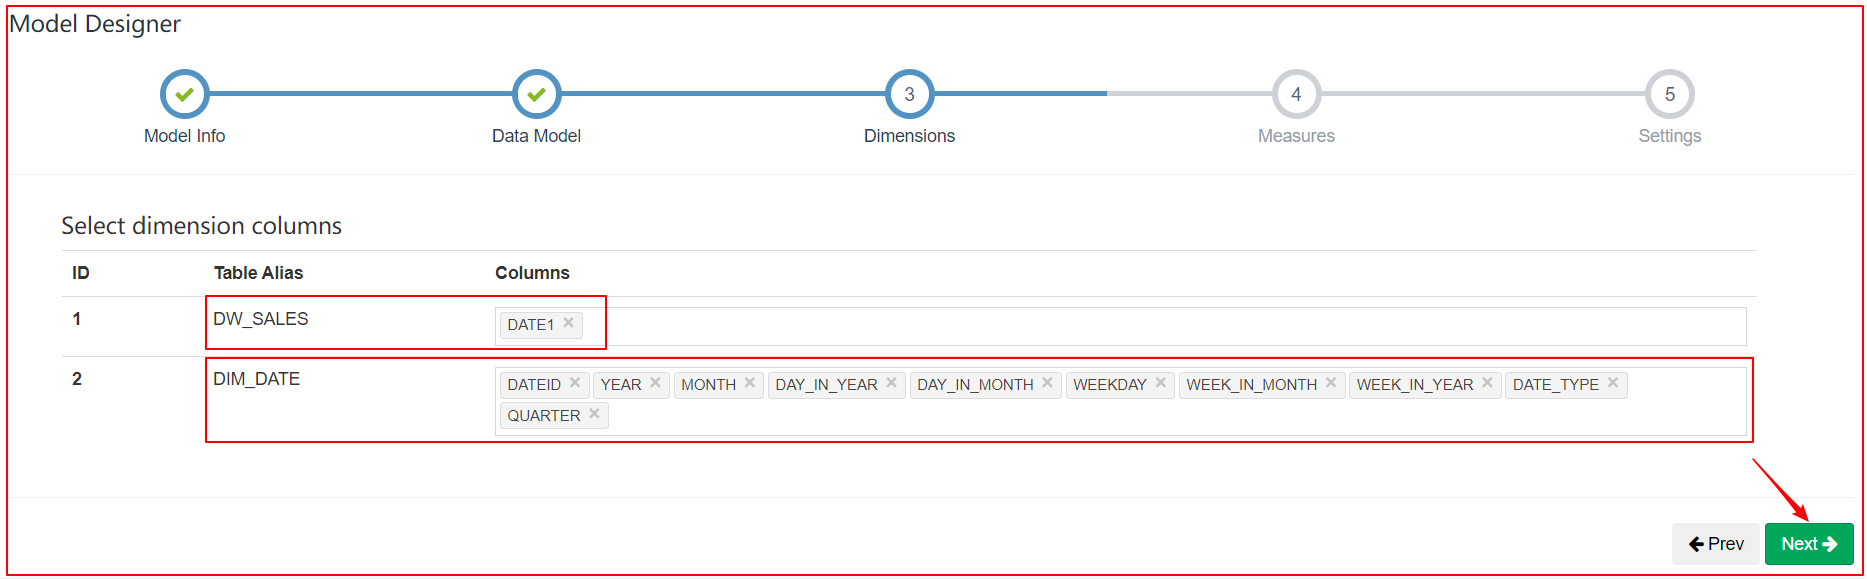 Model Designer
3 4 5
Model Info Data Model Dimensions Measures Settings
Select dimension columns
ID Table Alias Columns
1 DW_SALES DATE1
2 DIM_DATE DATEID YEAR MONTH DAY_IN_YEAR DAY_IN_MONTH WEEKDAY WEEK_IN_MONTH WEEK_IN_YEAR DATE_TYPE
QUARTER
Prev Next